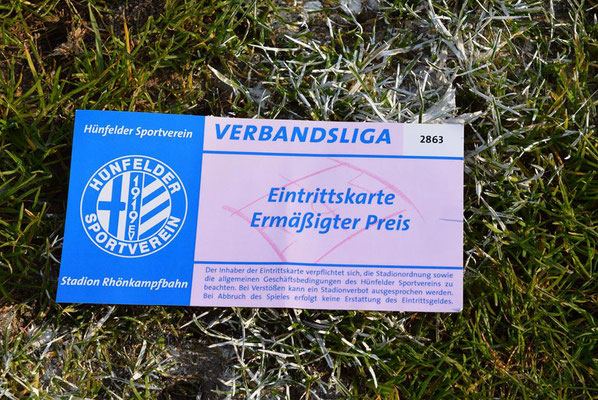 Hünfelder Sportverein
HÜNFELDER
1919 E.V.
SPORTVEREIN
Stadion Rhönkampfbahn
VERBANDSLIGA
2863
Eintrittskarte
Ermäßigter Preis
Der Inhaber der Eintrittskarte verpflichtet sich, die Stadionordnung sowie
die allgemeinen Geschäftsbedingungen des Hünfelder Sportvereins zu
beachten. Bei Verstößen kann ein Stadionverbot ausgesprochen werden.
Bei Abbruch des Spieles erfolgt keine Erstattung des Eintrittsgeldes.